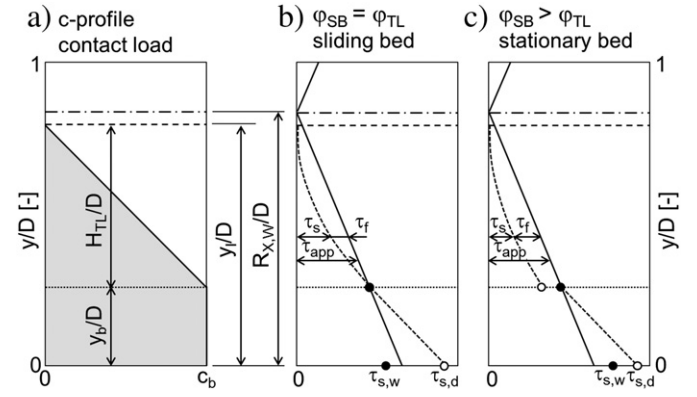 a) c-profile
contact load
b) φSB = φTL
sliding bed
c) φSB > φTL
stationary bed
1
y/D [-]
0
0
cb
HTL/D
yb/D
yl/D
RX,W/D
τs
τf
τapp
0
τs,w
τs,d
τs
τf
τapp
0
τs,w
τs,d
1
y/D [-]
0